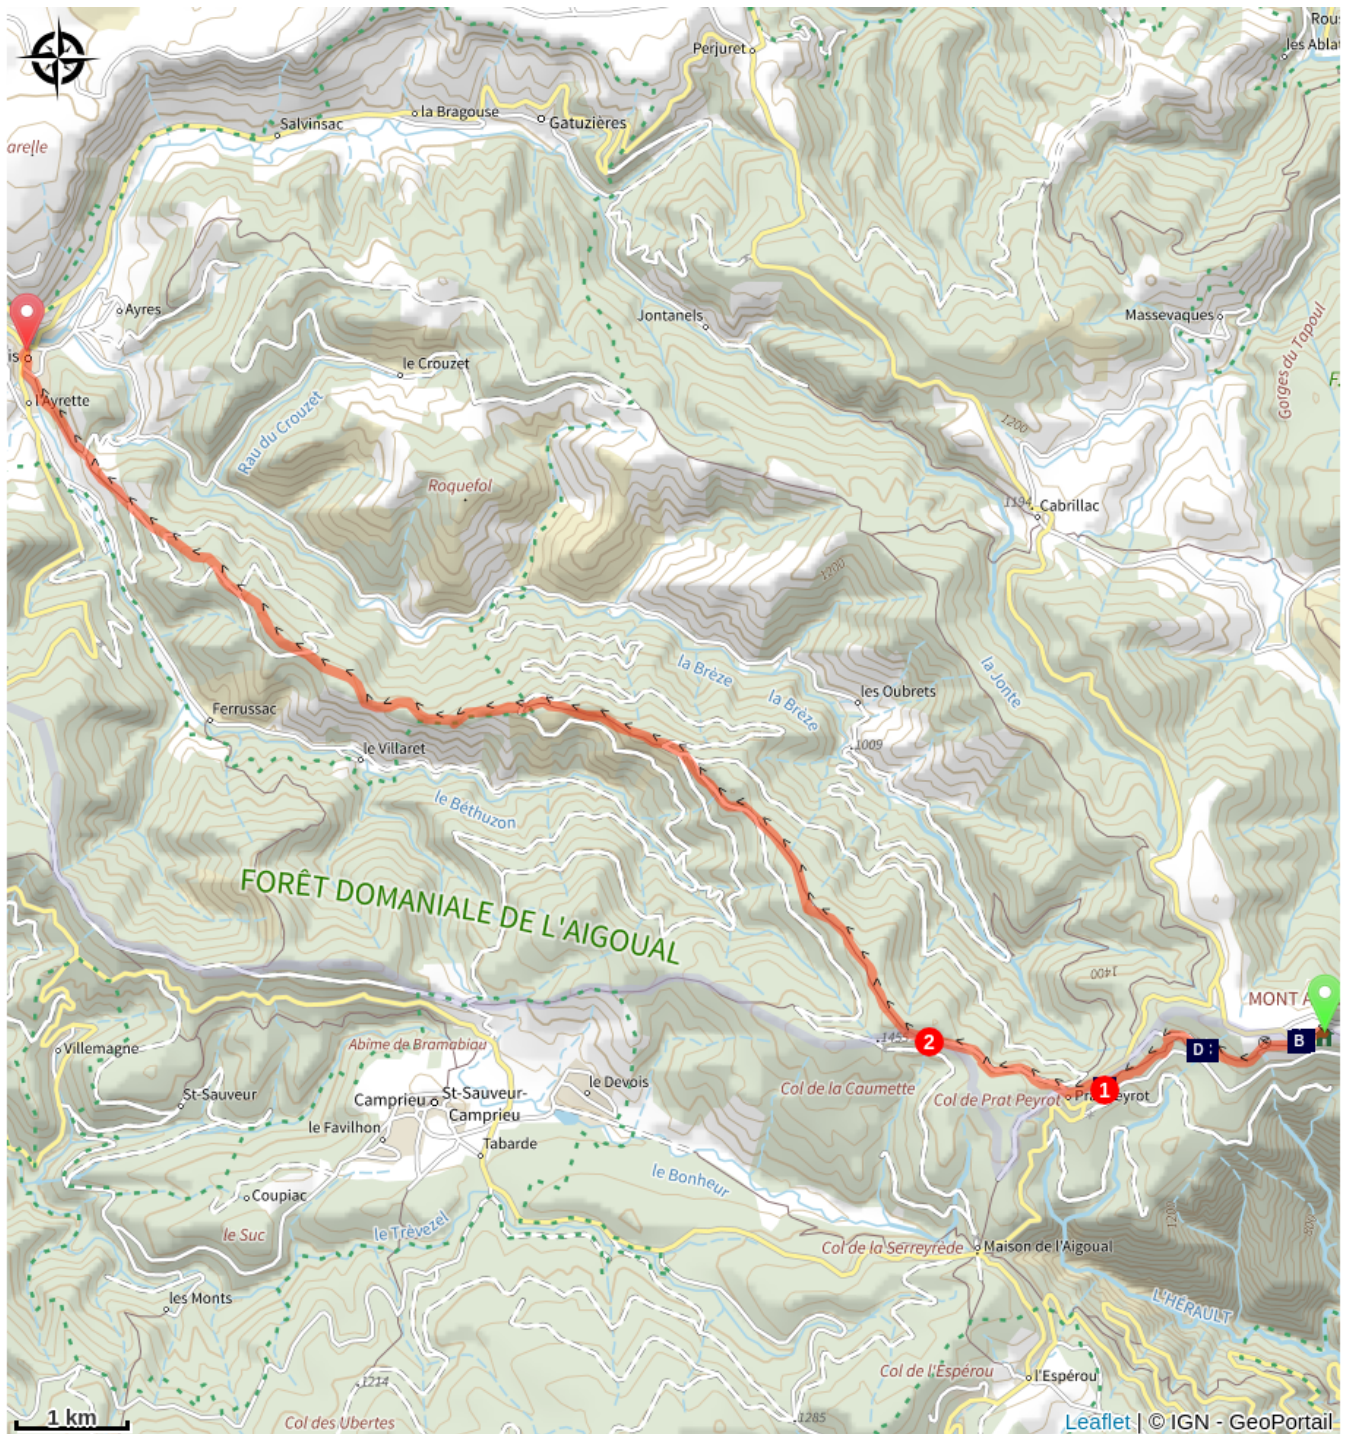 Rous
Perjuret
les Ablat
la Bragouse
Gatuzières
Salvinsac
arelle
Ayres
Jontanels
Massevaques
Gorges du Tapoul
is
le Crouzet
F
l'Ayrette
Rau du Crouzet
1200
Roquefol
1194
Cabrillac
1200
la Brèze
la Jonte
la Brèze
les Oubrets
Ferrussac
1009
le Villaret
le Béthuzon
FORÊT DOMANIALE DE L'AIGOUAL
1400
MONT A
Villemagne
Abîme de Bramabiau
1455
2
D :
B
St-Sauveur
Camprieu
St-Sauveur-
Camprieu
le Devois
Col de la Caumette
Col de Prat Peyrot
1
Prat Peyrot
le Favilhon
Tabarde
le Bonheur
Coupiac
le Suc
le Trèvezel
Col de la Serreyrède
Maison de l'Aigoual
les Monts
L'HÉRAULT
Col de l'Espérou
l'Espérou
1214
1 km
Col des Ubertes
1285
Leaflet | © IGN - GeoPortail